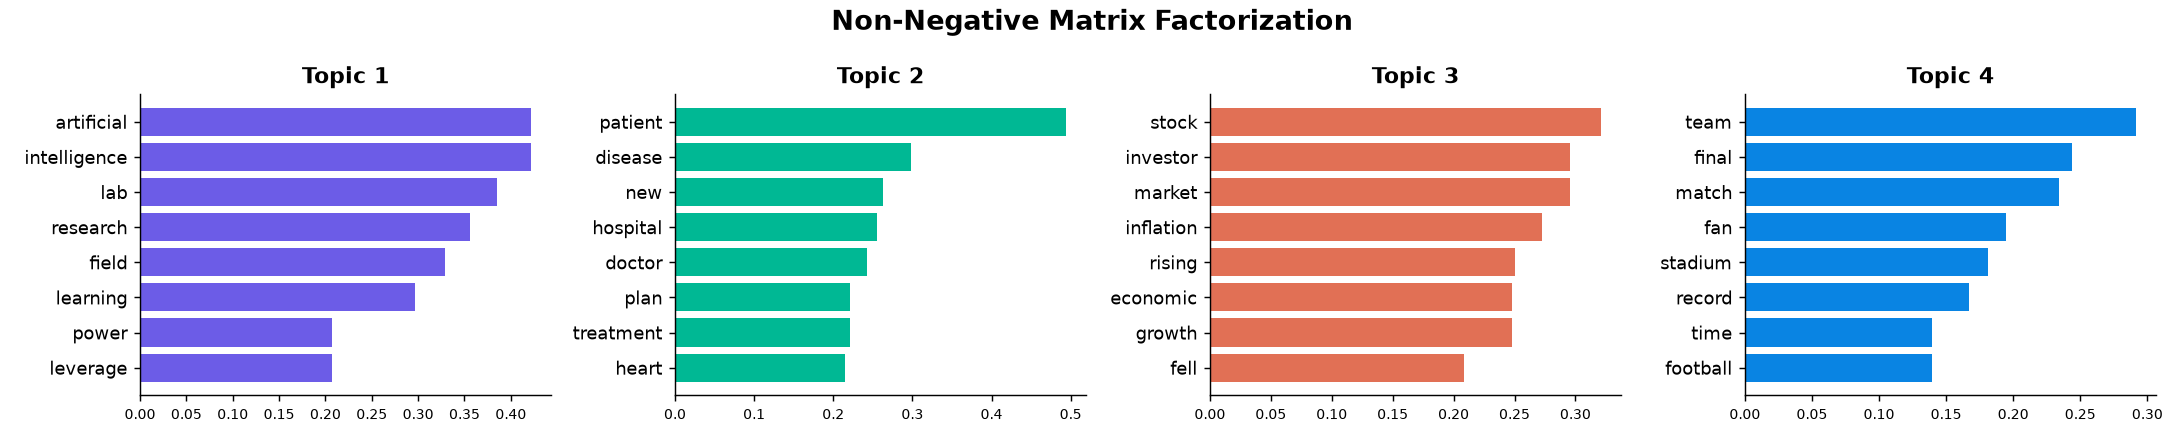 Non-Negative Matrix Factorization
Topic 1
artificial
intelligence
lab
research
field
learning
power
leverage
0.00 0.05 0.10 0.15 0.20 0.25 0.30 0.35 0.40
Topic 2
patient
disease
new
hospital
doctor
plan
treatment
heart
0.0 0.1 0.2 0.3 0.4 0.5
Topic 3
stock
investor
market
inflation
rising
economic
growth
fell
0.00 0.05 0.10 0.15 0.20 0.25 0.30
Topic 4
team
final
match
fan
stadium
record
time
football
0.00 0.05 0.10 0.15 0.20 0.25 0.30